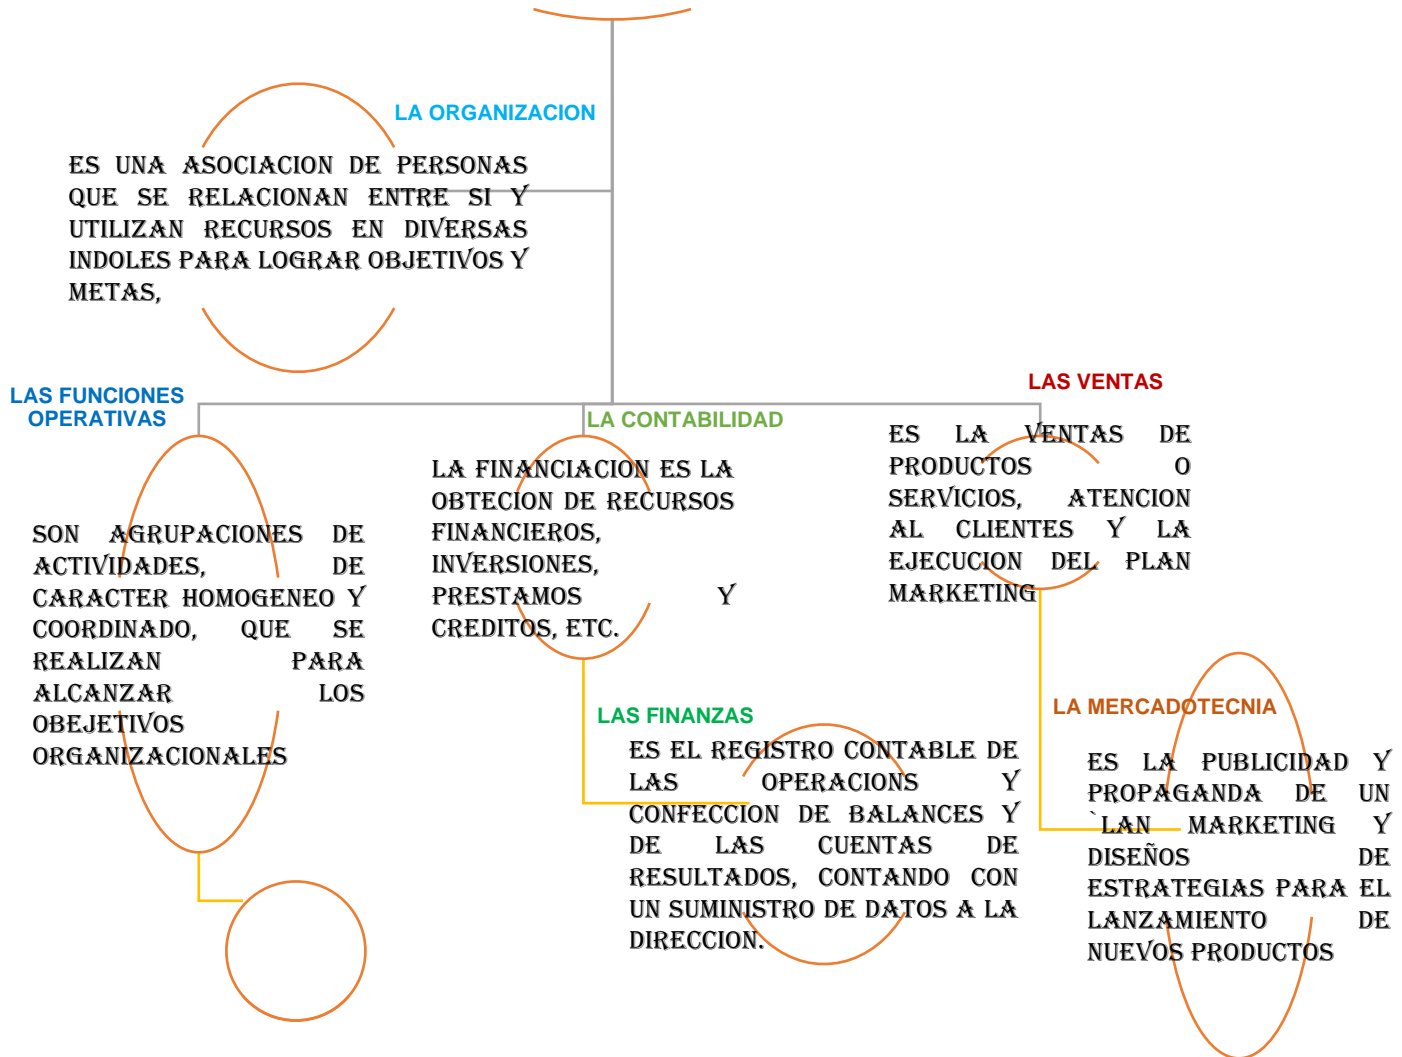 LA ORGANIZACION
ES UNA ASOCIACION DE PERSONAS
QUE SE RELACIONAN ENTRE SI Y
UTILIZAN RECURSOS EN DIVERSAS
INDOLES PARA LOGRAR OBJETIVOS Y
METAS,
LAS FUNCIONES
OPERATIVAS
SON AGRUPACIONES DE
ACTIVIDADES, DE
CARACTER HOMOGENEO Y
COORDINADO, QUE SE
REALIZAN PARA
ALCANZAR LOS
OBEJETIVOS
ORGANIZACIONALES
LA CONTABILIDAD
LA FINANCIACION ES LA
OBTECION DE RECURSOS
FINANCIEROS,
INVERSIONES,
PRESTAMOS Y
CREDITOS, ETC.
LAS FINANZAS
ES EL REGISTRO CONTABLE DE
LAS OPERACIONS Y
CONFECCION DE BALANCES Y
DE LAS CUENTAS DE
RESULTADOS, CONTANDO CON
UN SUMINISTRO DE DATOS A LA
DIRECCION.
LAS VENTAS
ES LA VENTAS DE
PRODUCTOS O
SERVICIOS, ATENCION
AL CLIENTES Y LA
EJECUCION DEL PLAN
MARKETING
LA MERCADOTECNIA
ES LA PUBLICIDAD Y
PROPAGANDA DE UN
`LAN MARKETING Y
DISEÑOS DE
ESTRATEGIAS PARA EL
LANZAMIENTO DE
NUEVOS PRODUCTOS